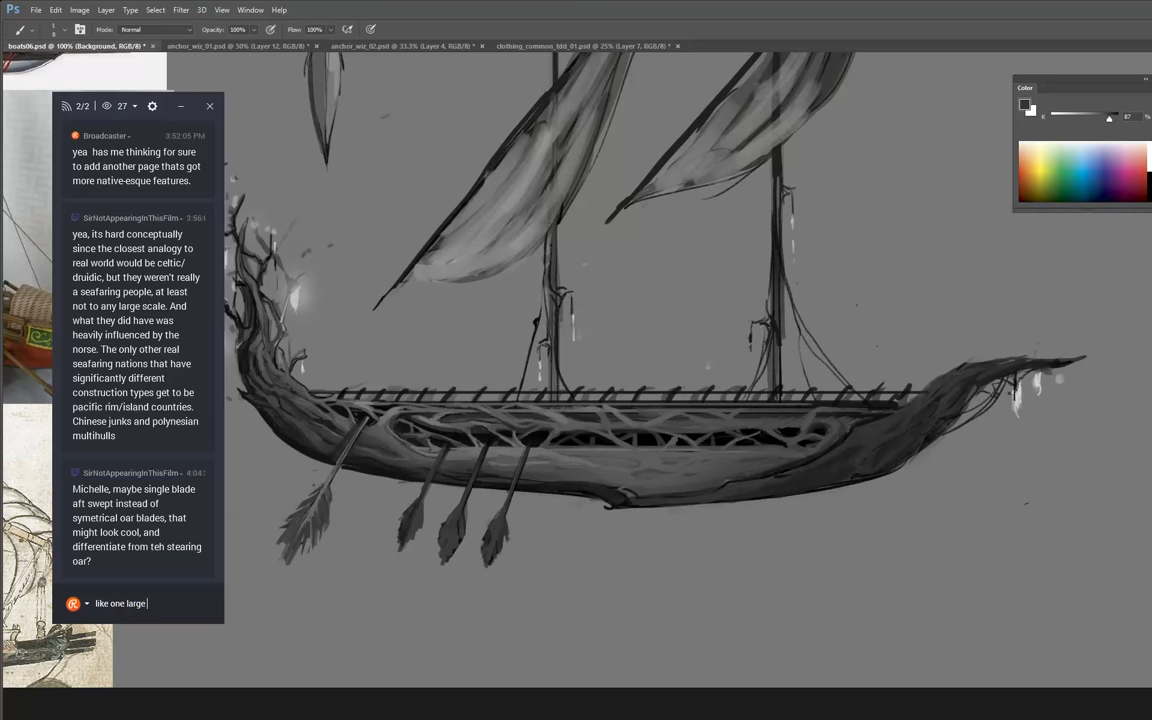 Ps File Edit Image Layer Type Select Filter 3D View Window Help
Mode: Normal Opacity: 100% Flow: 100%
boats06.psd @ 100% (Background, RGB/8) * × anchor_wiz_01.psd @ 50% (Layer 12, RGB/8) * × anchor_wiz_02.psd @ 33.3% (Layer 4, RGB/8) * × clothing_common_fdd_01.psd @ 25% (Layer 7, RGB/8) * ×
2/2 27
Color
K 87 %
Broadcaster 3:52:05 PM
yea has me thinking for sure
to add another page thats got
more native-esque features.
SirNotAppearingInThisFilm 3:56:
yea, its hard conceptually
since the closest analogy to
real world would be celtic/
druidic, but they weren't really
a seafaring people, at least
not to any large scale. And
what they did have was
heavily influenced by the
norse. The only other real
seafaring nations that have
significantly different
construction types get to be
pacific rim/island countries.
Chinese junks and polynesian
multihulls
SirNotAppearingInThisFilm 4:04:
Michelle, maybe single blade
aft swept instead of
symetrical oar blades, that
might look cool, and
differentiate from teh stearing
oar?
like one large